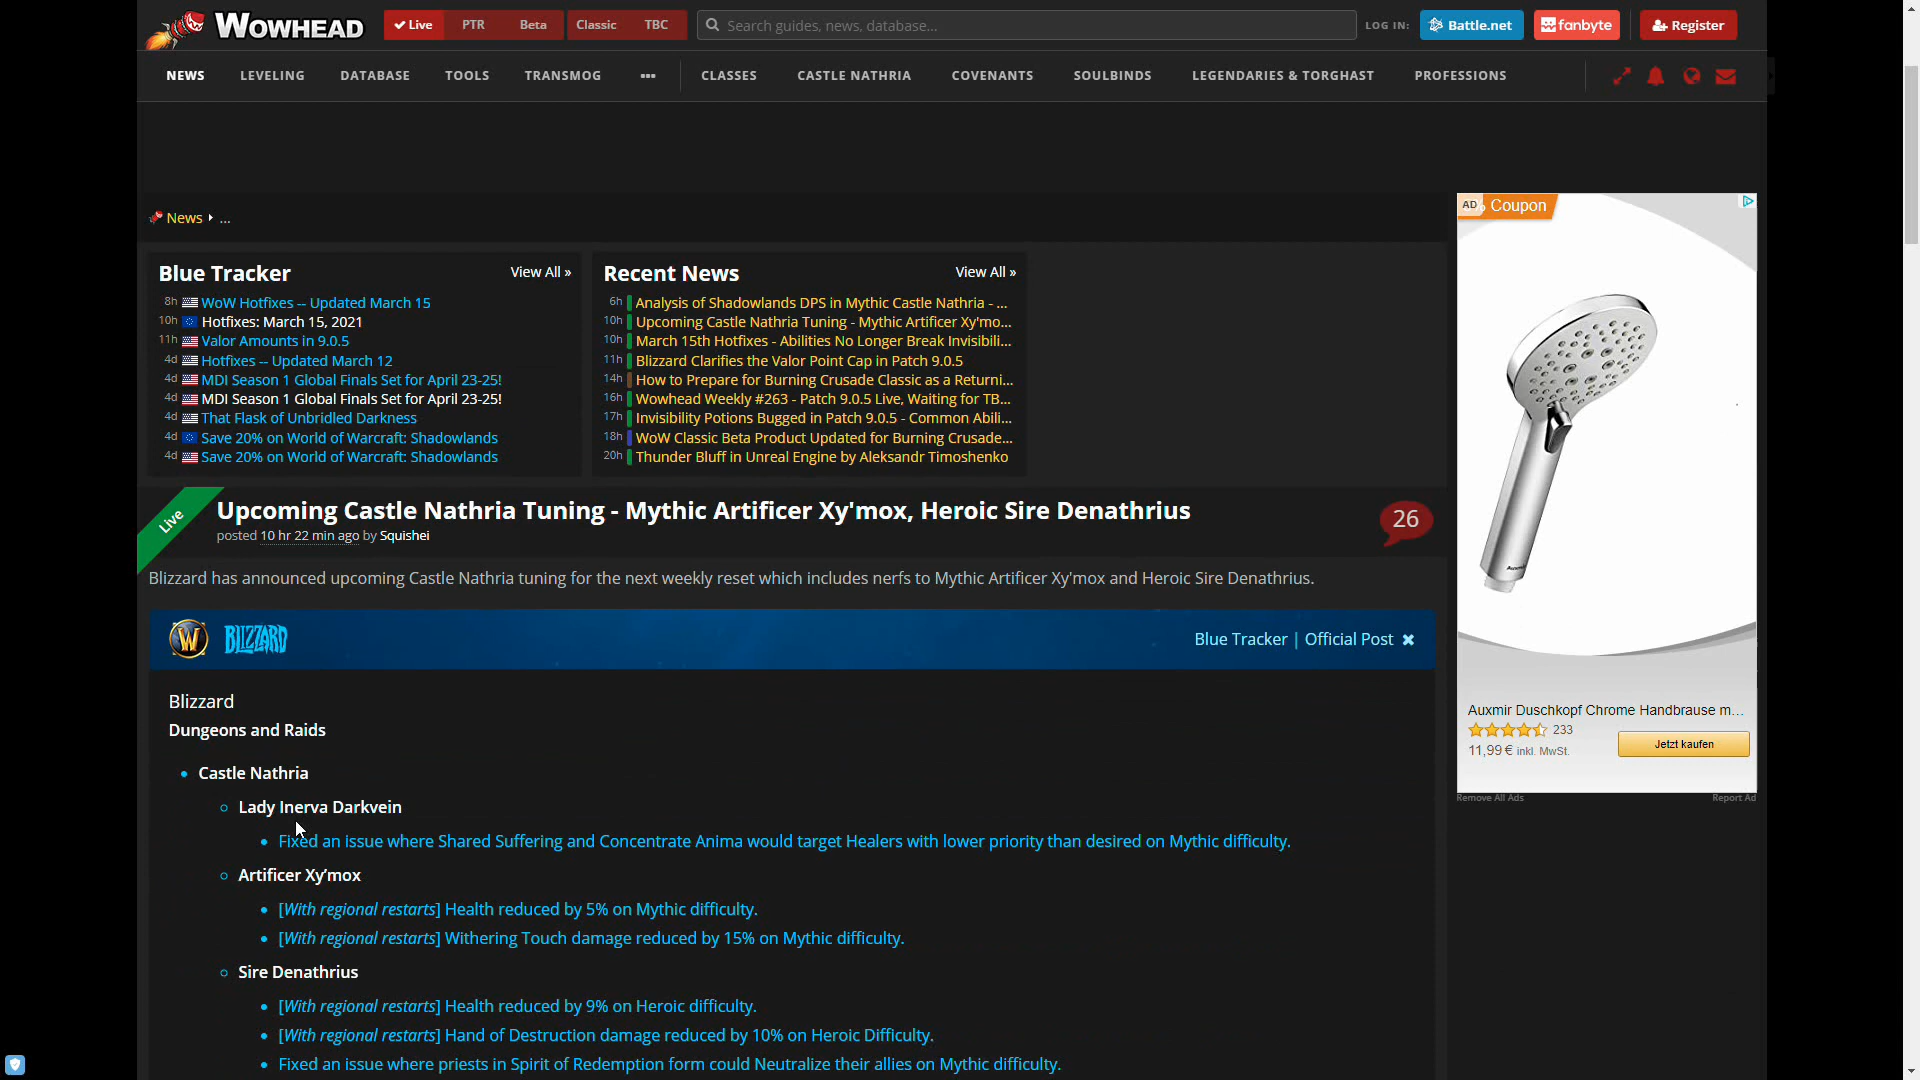 WOWHEAD
Live
PTR
Beta
Classic
TBC
Search guides, news, database...
LOG IN:
Battle.net
fanbyte
Register
NEWS
LEVELING
DATABASE
TOOLS
TRANSMOG
•••
CLASSES
CASTLE NATHRIA
COVENANTS
SOULBINDS
LEGENDARIES & TORGHAST
PROFESSIONS
News ...
Blue Tracker
View All »
8h WoW Hotfixes -- Updated March 15
10h Hotfixes: March 15, 2021
11h Valor Amounts in 9.0.5
4d Hotfixes -- Updated March 12
4d MDI Season 1 Global Finals Set for April 23-25!
4d MDI Season 1 Global Finals Set for April 23-25!
4d That Flask of Unbridled Darkness
4d Save 20% on World of Warcraft: Shadowlands
4d Save 20% on World of Warcraft: Shadowlands
Recent News
View All »
6h Analysis of Shadowlands DPS in Mythic Castle Nathria - ...
10h Upcoming Castle Nathria Tuning - Mythic Artificer Xy'mo...
10h March 15th Hotfixes - Abilities No Longer Break Invisibili...
11h Blizzard Clarifies the Valor Point Cap in Patch 9.0.5
14h How to Prepare for Burning Crusade Classic as a Returni...
16h Wowhead Weekly #263 - Patch 9.0.5 Live, Waiting for TB...
17h Invisibility Potions Bugged in Patch 9.0.5 - Common Abili...
18h WoW Classic Beta Product Updated for Burning Crusade...
20h Thunder Bluff in Unreal Engine by Aleksandr Timoshenko
Live
Upcoming Castle Nathria Tuning - Mythic Artificer Xy'mox, Heroic Sire Denathrius
posted 10 hr 22 min ago by Squishei
26
Blizzard has announced upcoming Castle Nathria tuning for the next weekly reset which includes nerfs to Mythic Artificer Xy'mox and Heroic Sire Denathrius.
W
BLIZZARD
Blue Tracker | Official Post
Blizzard
Dungeons and Raids
Castle Nathria
Lady Inerva Darkvein
Fixed an issue where Shared Suffering and Concentrate Anima would target Healers with lower priority than desired on Mythic difficulty.
Artificer Xy'mox
[With regional restarts] Health reduced by 5% on Mythic difficulty.
[With regional restarts] Withering Touch damage reduced by 15% on Mythic difficulty.
Sire Denathrius
[With regional restarts] Health reduced by 9% on Heroic difficulty.
[With regional restarts] Hand of Destruction damage reduced by 10% on Heroic Difficulty.
Fixed an issue where priests in Spirit of Redemption form could Neutralize their allies on Mythic difficulty.
AD
% Coupon
Auxmir Duschkopf Chrome Handbrause m...
233
11,99 € inkl. MwSt.
Jetzt kaufen
Remove All Ads
Report Ad